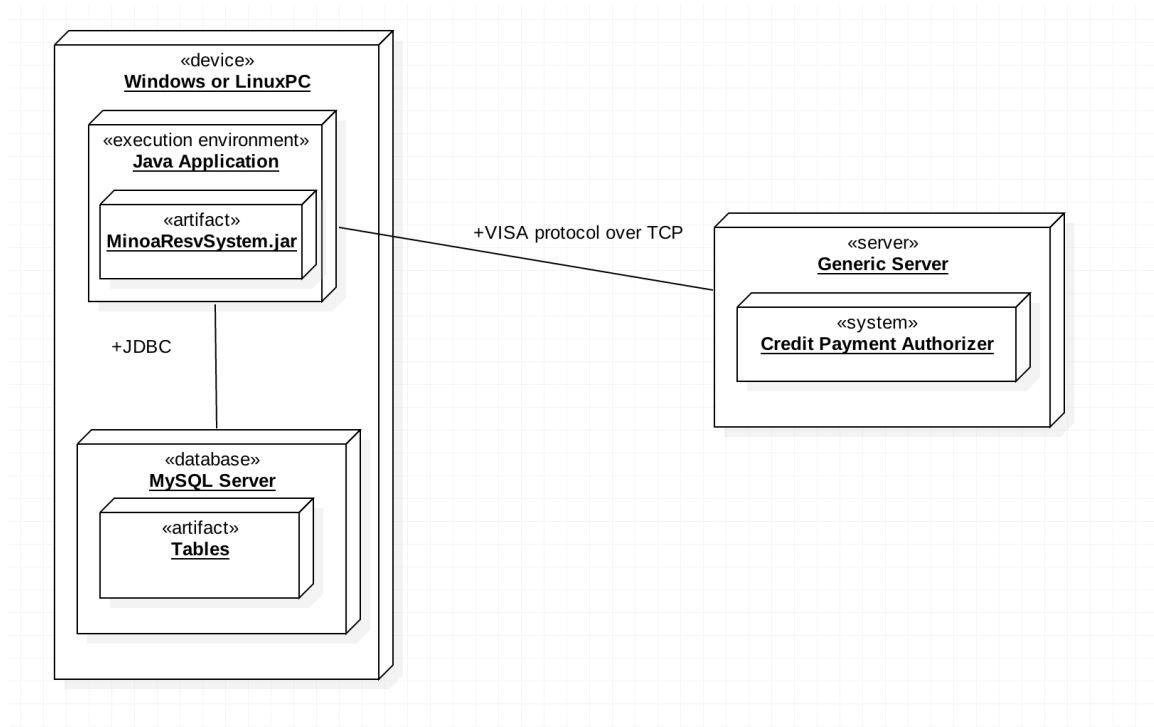 «device»
Windows or LinuxPC
«execution environment»
Java Application
«artifact»
MinoaResvSystem.jar
+VISA protocol over TCP
«server»
Generic Server
«system»
Credit Payment Authorizer
+JDBC
«database»
MySQL Server
«artifact»
Tables